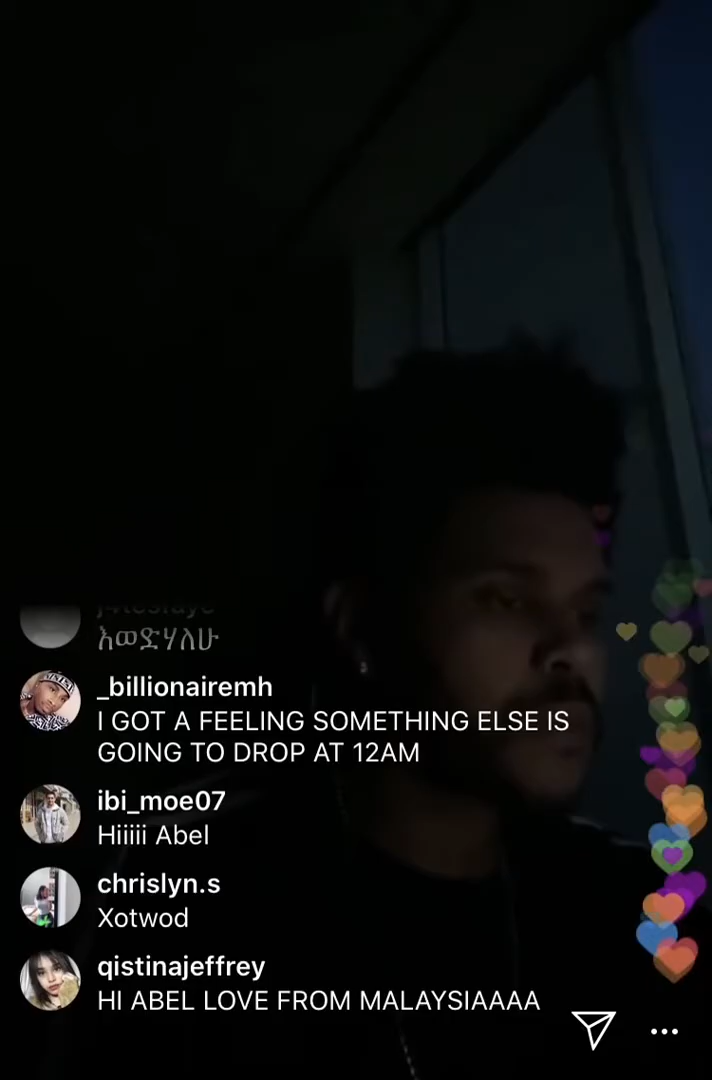 እወድሃለሁ
_billionairemh
I GOT A FEELING SOMETHING ELSE IS
GOING TO DROP AT 12AM
ibi_moe07
Hiiiii Abel
chrislyn.s
Xotwod
qistinajeffrey
HI ABEL LOVE FROM MALAYSIAAAA